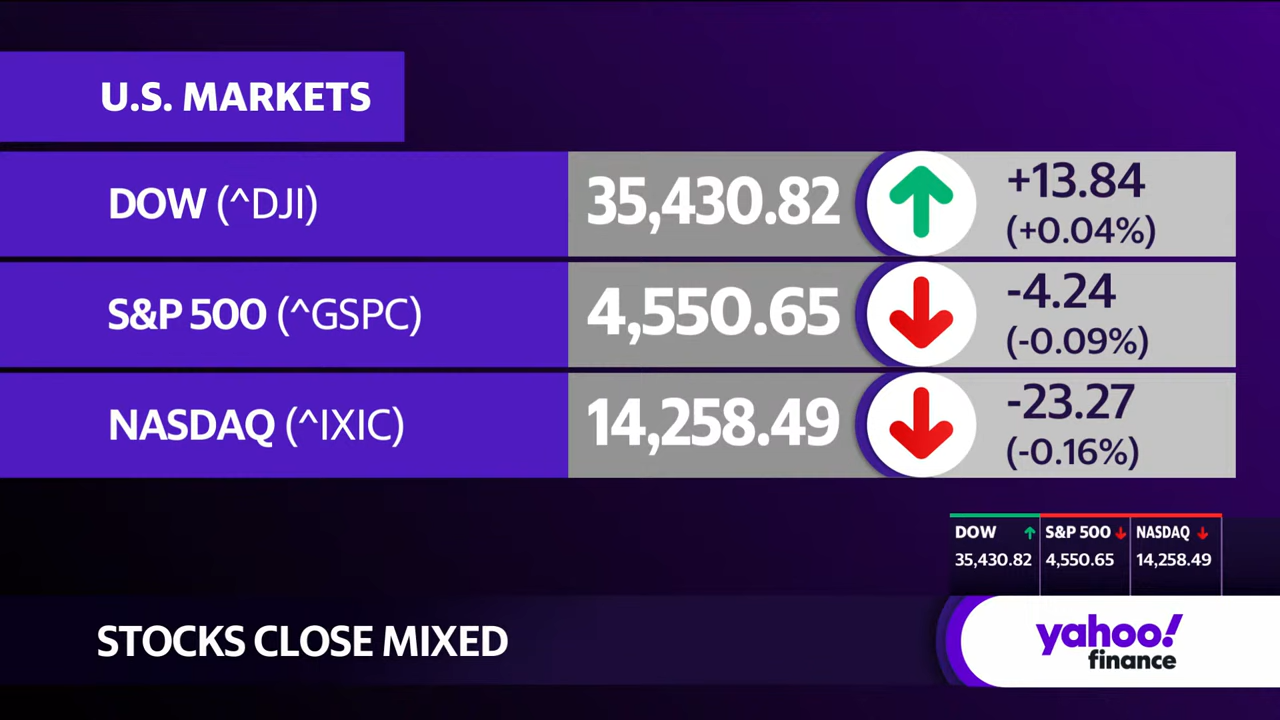 U.S. MARKETS
DOW (^DJI) 35,430.82 +13.84
(+0.04%)
S&P 500 (^GSPC) 4,550.65 -4.24
(-0.09%)
NASDAQ (^IXIC) 14,258.49 -23.27
(-0.16%)
DOW S&P 500 NASDAQ
35,430.82 4,550.65 14,258.49
STOCKS CLOSE MIXED
yahoo!
finance